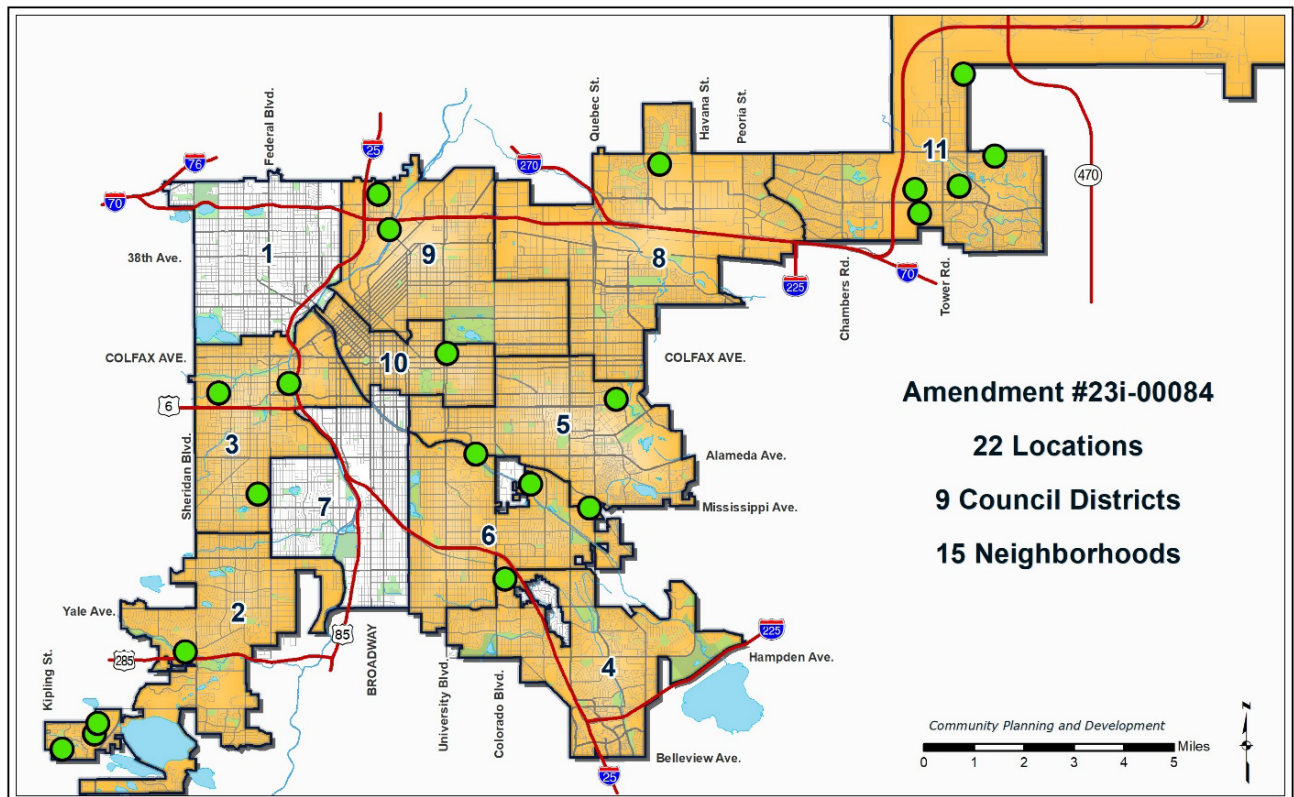 Federal Blvd.
Quebec St.
Havana St.
Peoria St.
76
25
270
70
11
470
38th Ave.
1
9
8
Chambers Rd.
Tower Rd.
225
70
COLFAX AVE.
10
COLFAX AVE.
6
Amendment #23i-00084
22 Locations
9 Council Districts
15 Neighborhoods
3
5
Sheridan Blvd.
Alameda Ave.
7
Mississippi Ave.
6
Yale Ave.
2
85
285
BROADWAY
University Blvd.
Colorado Blvd.
4
225
Hampden Ave.
Kipling St.
Belleview Ave.
25
Community Planning and Development
Miles
0 1 2 3 4 5
N